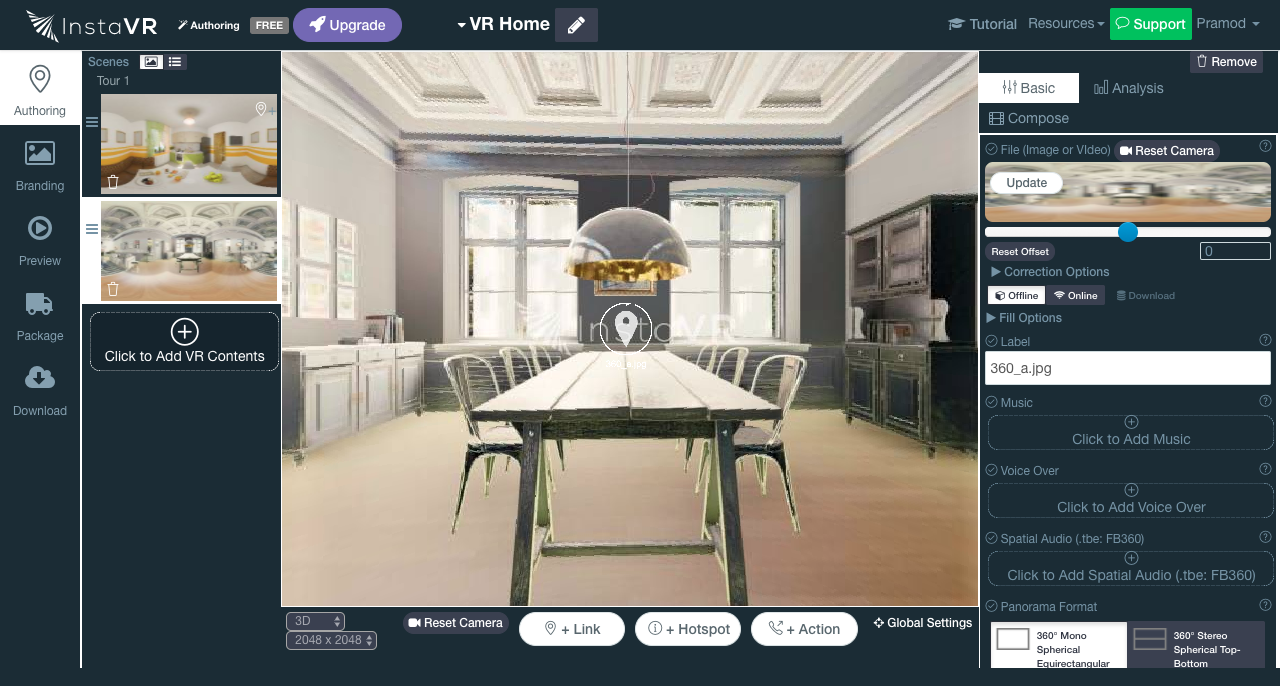 InstaVR
Authoring
FREE
Upgrade
VR Home
Tutorial
Resources
Support
Pramod
Authoring
Branding
Preview
Package
Download
Scenes
Tour 1
Click to Add VR Contents
InstaVR
3D
2048 x 2048
Reset Camera
+ Link
+ Hotspot
+ Action
Global Settings
Remove
Basic
Analysis
Compose
File (Image or VIdeo)
Reset Camera
Update
Reset Offset
0
Correction Options
Offline
Online
Download
Fill Options
Label
360_a.jpg
Music
Click to Add Music
Voice Over
Click to Add Voice Over
Spatial Audio (.tbe: FB360)
Click to Add Spatial Audio (.tbe: FB360)
Panorama Format
360° Mono
Spherical
Equirectangular
360° Stereo
Spherical Top-
Bottom